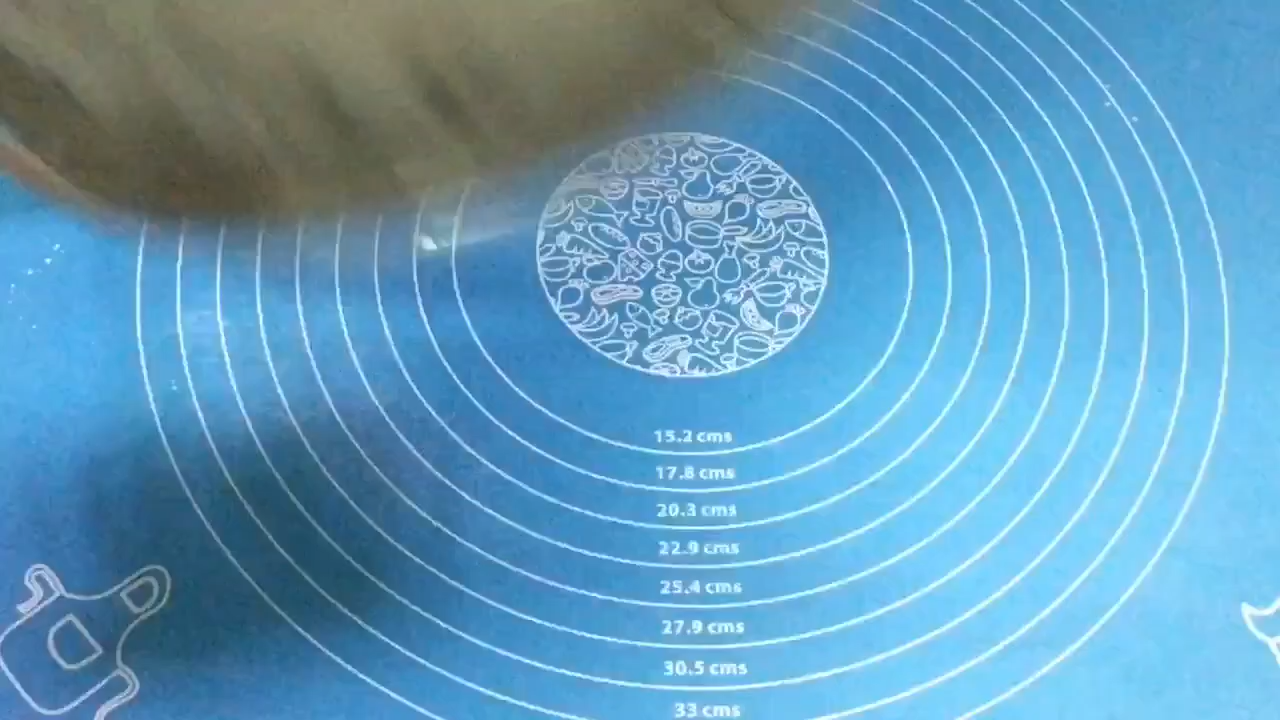 15.2 cms
17.8 cms
20.3 cms
22.9 cms
25.4 cms
27.9 cms
30.5 cms
33 cms